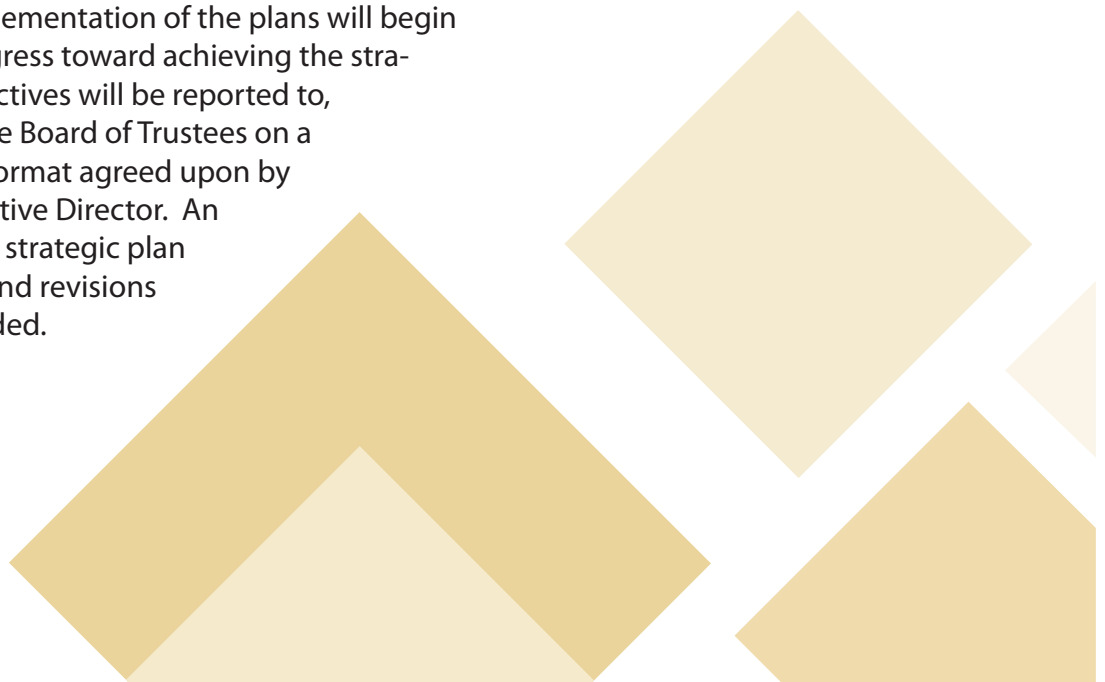 ementation of the plans will begin
gress toward achieving the stra-
ctives will be reported to,
e Board of Trustees on a
ormat agreed upon by
tive Director.  An
strategic plan
nd revisions
ded.